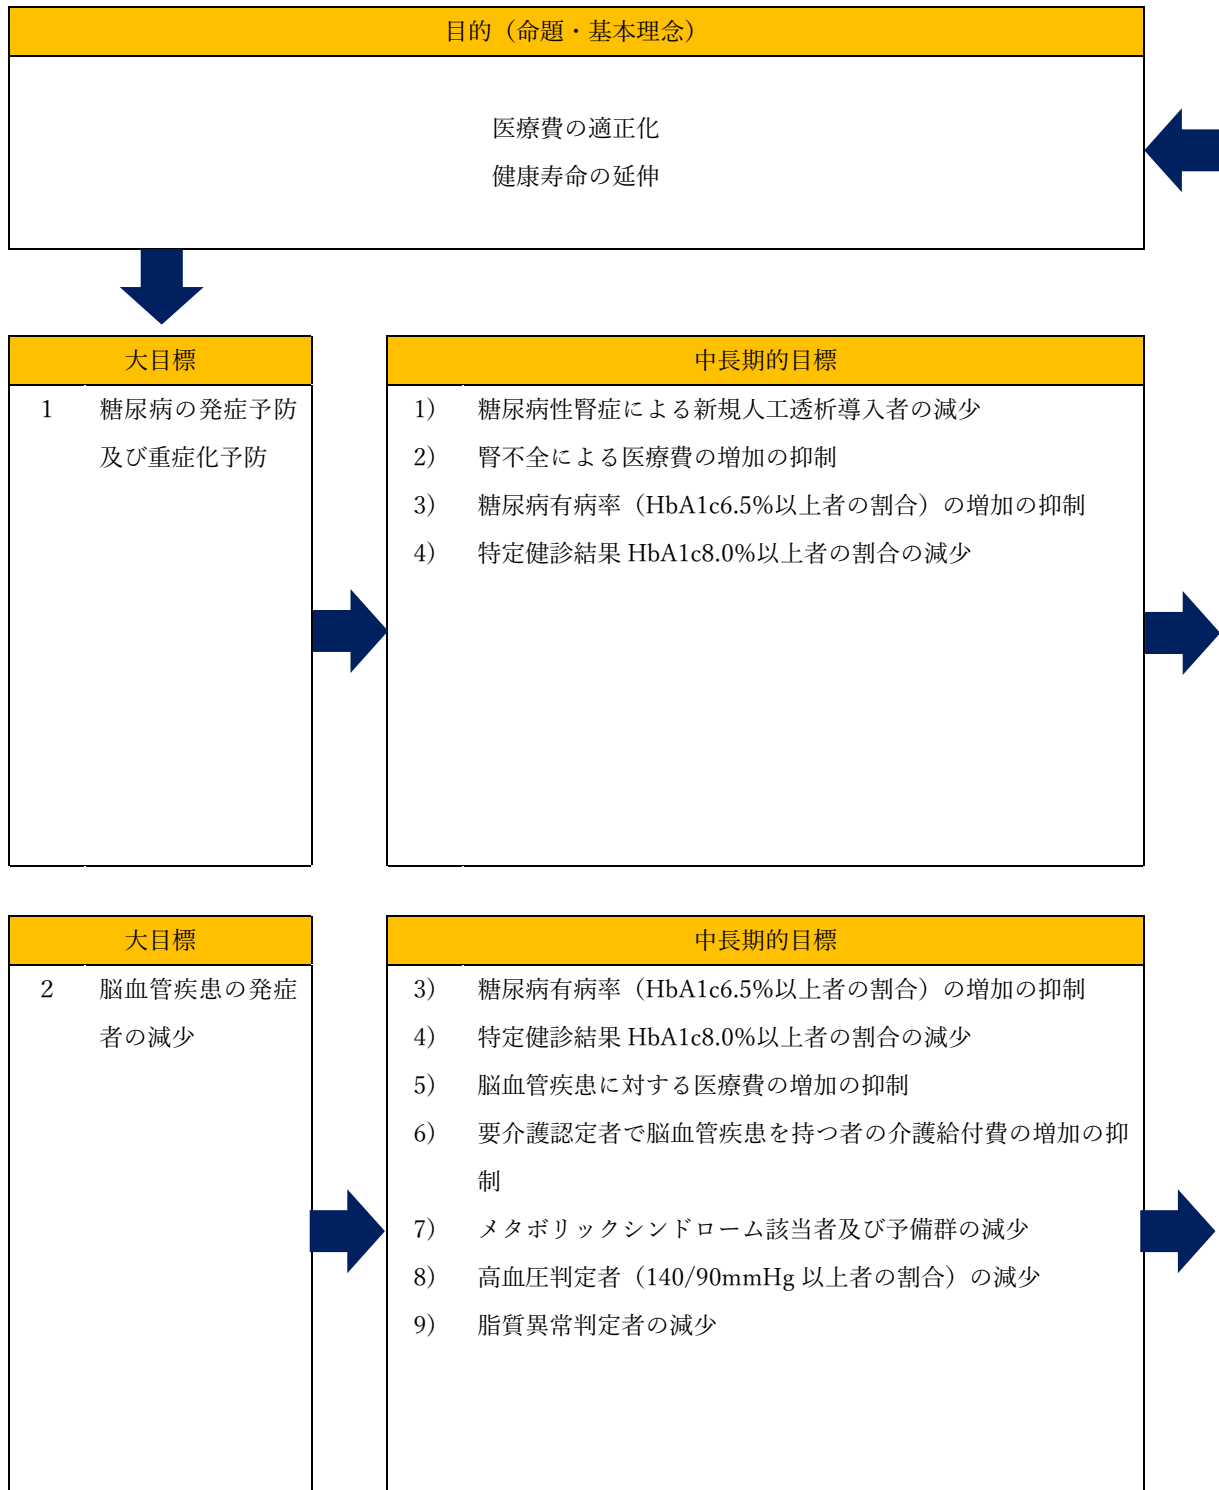 目的（命題・基本理念）
医療費の適正化
健康寿命の延伸
大目標
1 糖尿病の発症予防
及び重症化予防
中長期的目標
1） 糖尿病性腎症による新規人工透析導入者の減少
2） 腎不全による医療費の増加の抑制
3） 糖尿病有病率（HbA1c6.5%以上者の割合）の増加の抑制
4） 特定健診結果 HbA1c8.0%以上者の割合の減少
大目標
2 脳血管疾患の発症
者の減少
中長期的目標
3） 糖尿病有病率（HbA1c6.5%以上者の割合）の増加の抑制
4） 特定健診結果 HbA1c8.0%以上者の割合の減少
5） 脳血管疾患に対する医療費の増加の抑制
6） 要介護認定者で脳血管疾患を持つ者の介護給付費の増加の抑
制
7） メタボリックシンドローム該当者及び予備群の減少
8） 高血圧判定者（140/90mmHg 以上者の割合）の減少
9） 脂質異常判定者の減少